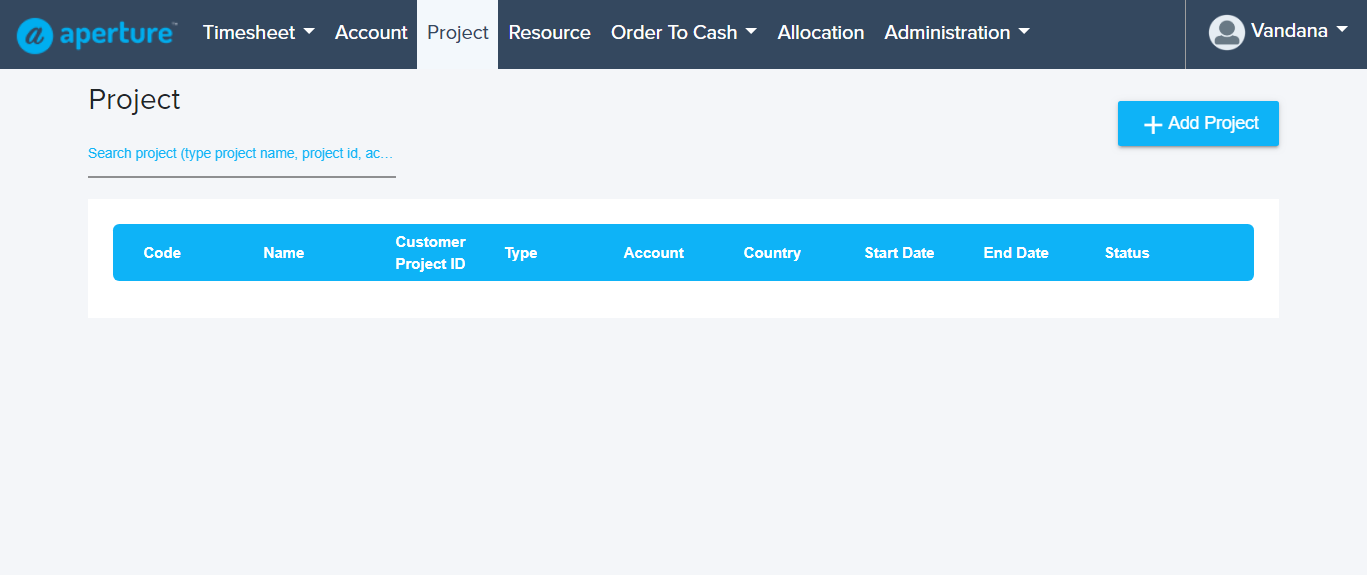 aperture™
Timesheet Account Project Resource Order To Cash Allocation Administration Vandana
Project
Add Project
Search project (type project name, project id, ac...
Code Name Customer Project ID Type Account Country Start Date End Date Status